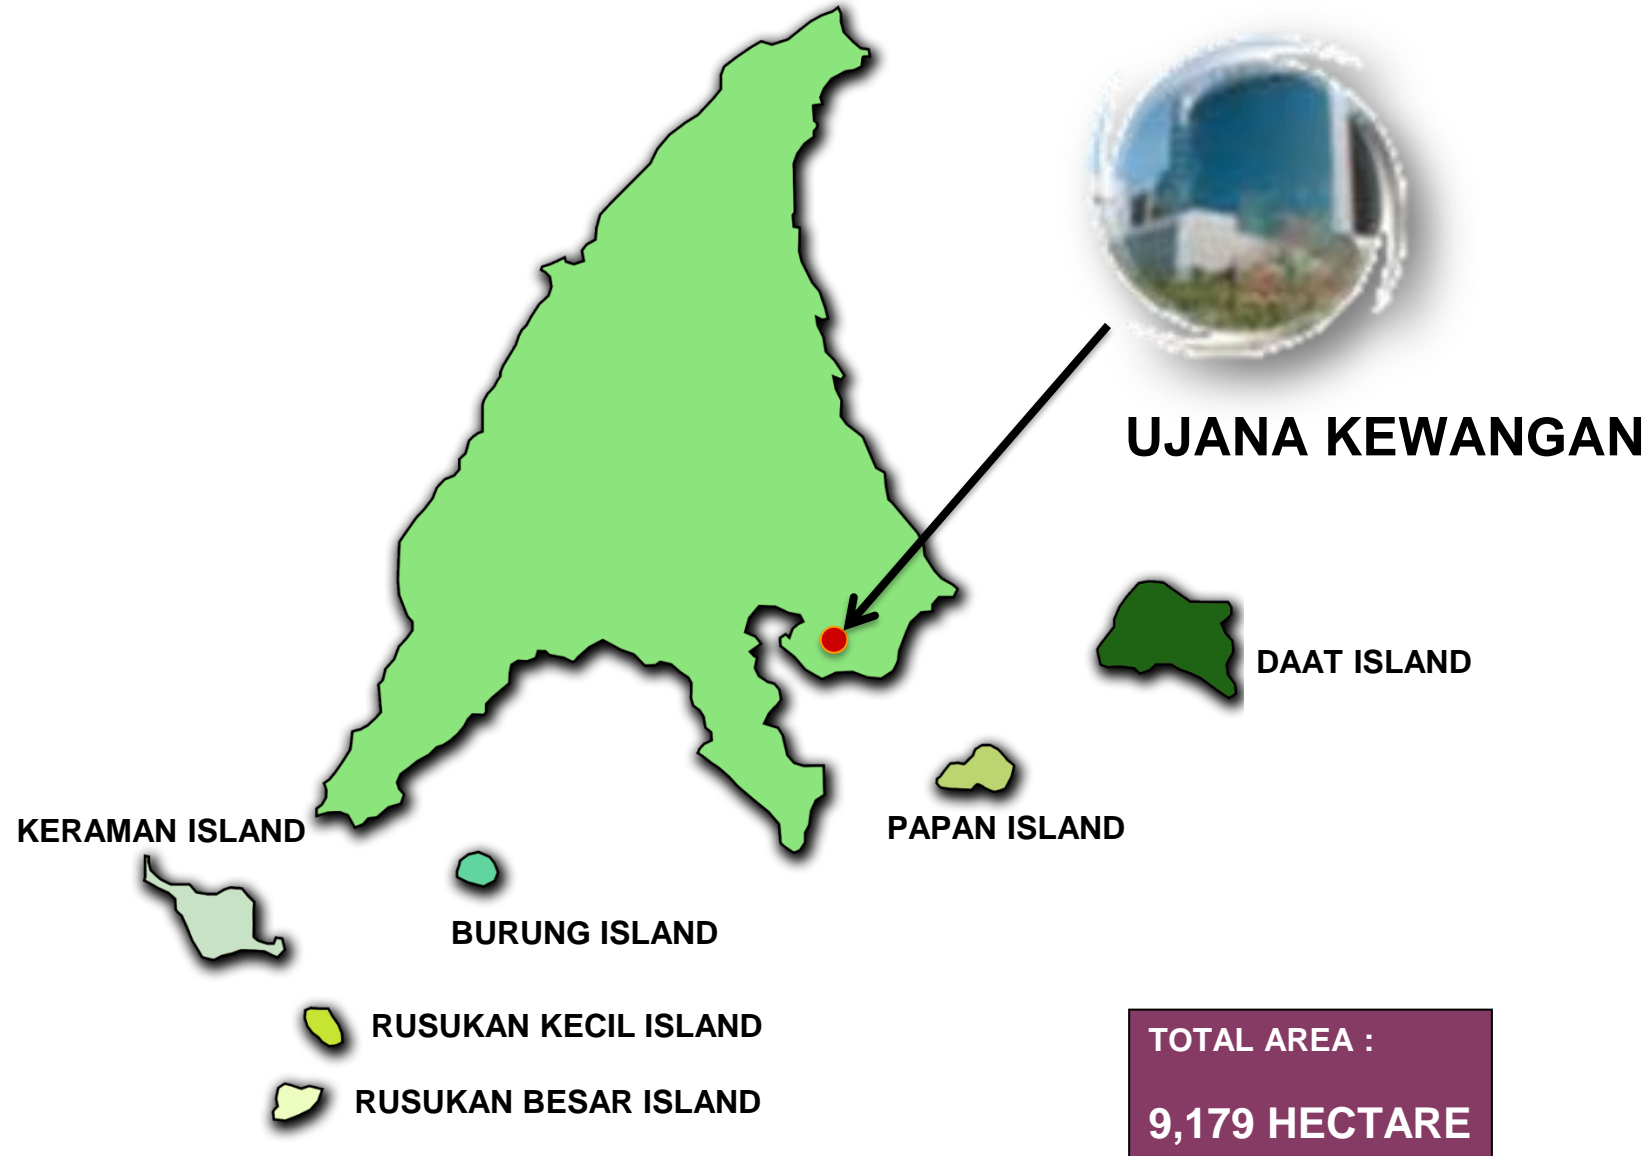 UJANA KEWANGAN
DAAT ISLAND
PAPAN ISLAND
KERAMAN ISLAND
BURUNG ISLAND
RUSUKAN KECIL ISLAND
RUSUKAN BESAR ISLAND
TOTAL AREA :
9,179 HECTARE